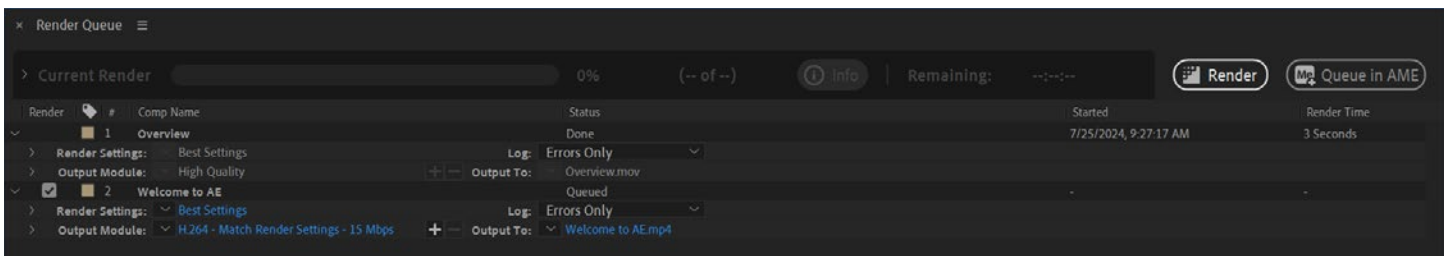 × Render Queue ≡
> Current Render 0% (-- of --) Info Remaining: --:--:-- Render Queue in AME
Render # Comp Name Status Started Render Time
1 Overview Done 7/25/2024, 9:27:17 AM 3 Seconds
Render Settings: Best Settings Log: Errors Only
Output Module: High Quality + − Output To: Overview.mov
2 Welcome to AE Queued - -
Render Settings: Best Settings Log: Errors Only
Output Module: H.264 - Match Render Settings - 15 Mbps + − Output To: Welcome to AE.mp4